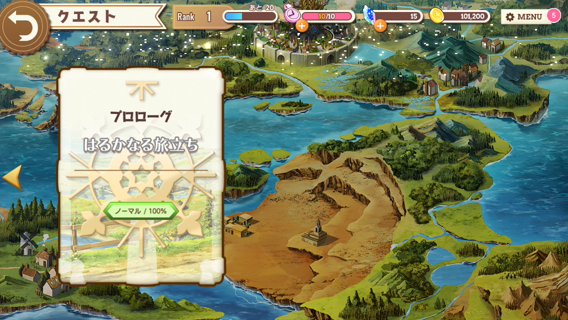 クエスト
Rank 1
あと 20
10/10
15
101,200
MENU 5
プロローグ
はるかなる旅立ち
ノーマル / 100%